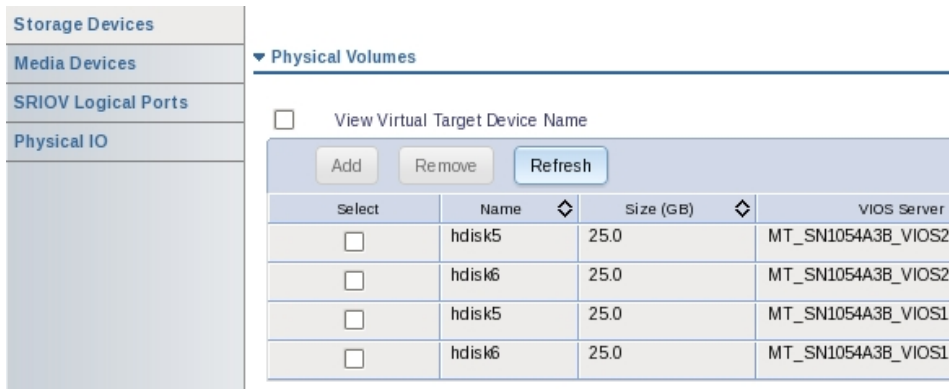 Storage Devices
Media Devices
SRIOV Logical Ports
Physical IO
Physical Volumes
View Virtual Target Device Name
Add Remove Refresh
Select Name Size (GB) VIOS Server
hdisk5 25.0 MT_SN1054A3B_VIOS2
hdisk6 25.0 MT_SN1054A3B_VIOS2
hdisk5 25.0 MT_SN1054A3B_VIOS1
hdisk6 25.0 MT_SN1054A3B_VIOS1